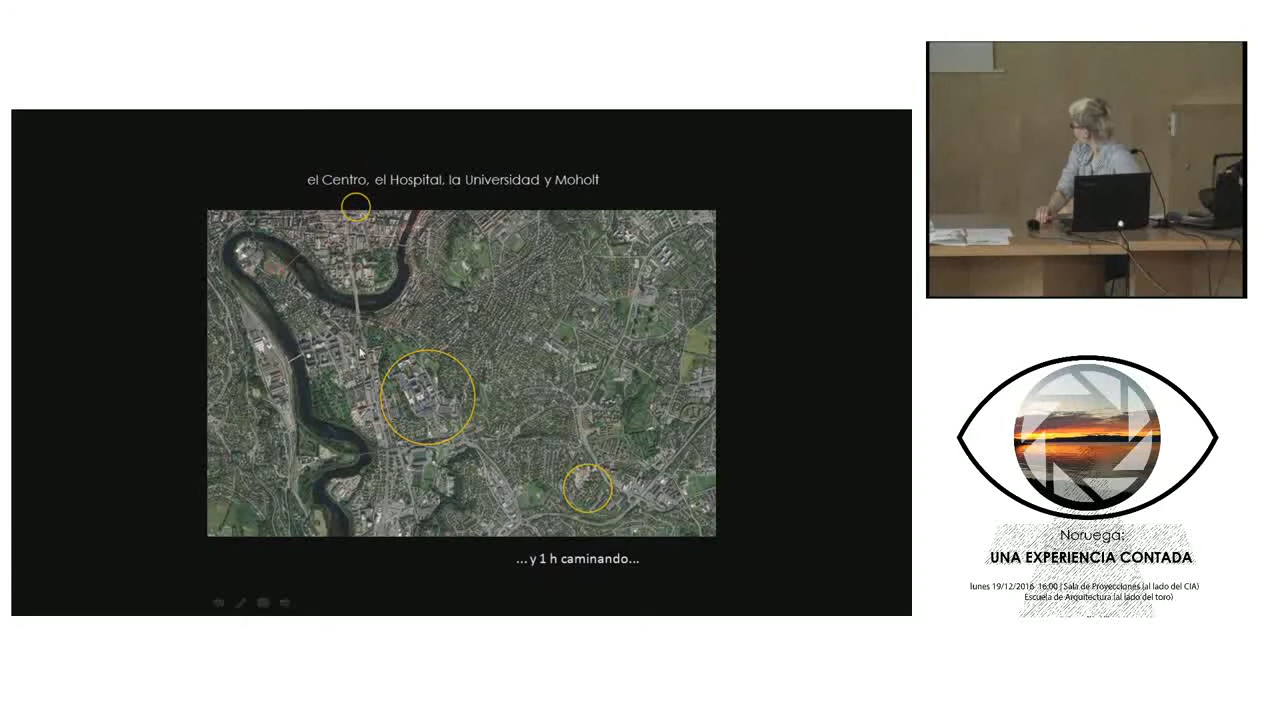 el Centro, el Hospital, la Universidad y Moholt
... y 1 h caminando...
Noruega:
UNA EXPERIENCIA CONTADA
lunes 19/12/2016 16:00 | Sala de Proyecciones (al lado del CIA)
Escuela de Arquitectura (al lado del toro)